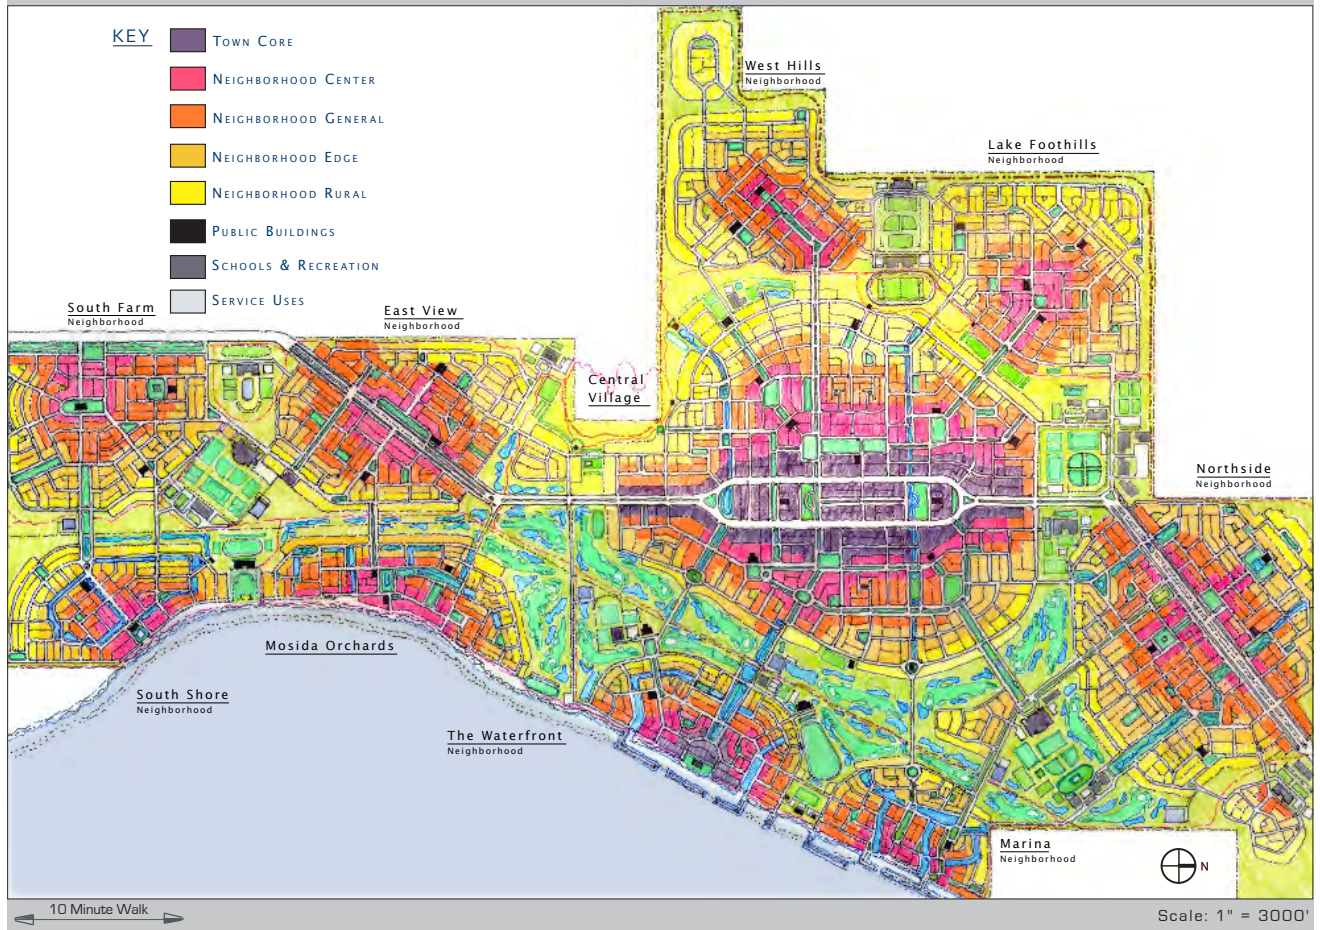 KEY
TOWN CORE
NEIGHBORHOOD CENTER
NEIGHBORHOOD GENERAL
NEIGHBORHOOD EDGE
NEIGHBORHOOD RURAL
PUBLIC BUILDINGS
SCHOOLS & RECREATION
SERVICE USES
West Hills
Neighborhood
Lake Foothills
Neighborhood
South Farm
Neighborhood
East View
Neighborhood
Central
Village
Northside
Neighborhood
Mosida Orchards
South Shore
Neighborhood
The Waterfront
Neighborhood
Marina
Neighborhood
N
10 Minute Walk
Scale: 1" = 3000'